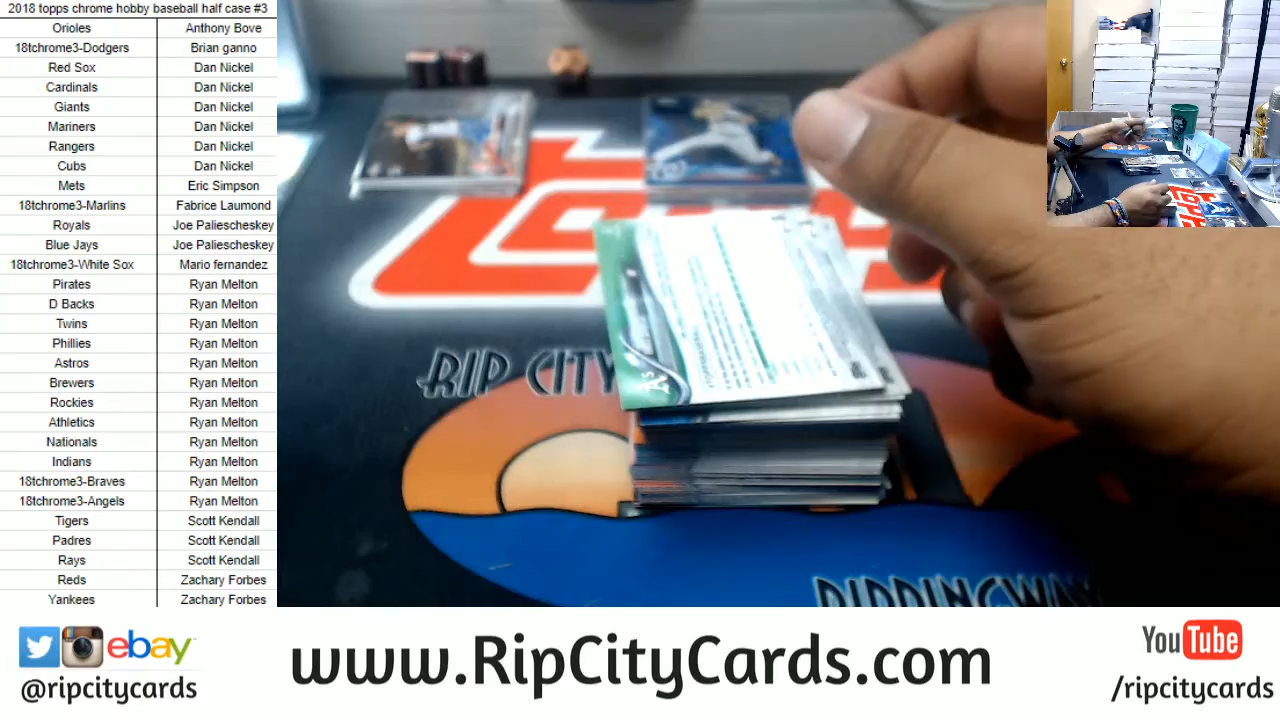 2018 topps chrome hobby baseball half case #3
Orioles Anthony Bove
18tchrome3-Dodgers Brian ganno
Red Sox Dan Nickel
Cardinals Dan Nickel
Giants Dan Nickel
Mariners Dan Nickel
Rangers Dan Nickel
Cubs Dan Nickel
Mets Eric Simpson
18tchrome3-Marlins Fabrice Laumond
Royals Joe Paliescheskey
Blue Jays Joe Paliescheskey
18tchrome3-White Sox Mario fernandez
Pirates Ryan Melton
D Backs Ryan Melton
Twins Ryan Melton
Phillies Ryan Melton
Astros Ryan Melton
Brewers Ryan Melton
Rockies Ryan Melton
Athletics Ryan Melton
Nationals Ryan Melton
Indians Ryan Melton
18tchrome3-Braves Ryan Melton
18tchrome3-Angels Ryan Melton
Tigers Scott Kendall
Padres Scott Kendall
Rays Scott Kendall
Reds Zachary Forbes
Yankees Zachary Forbes
RIP CITY
A's
RIPPINGWAX
ebay
@ripcitycards
www.RipCityCards.com
YouTube
/ripcitycards